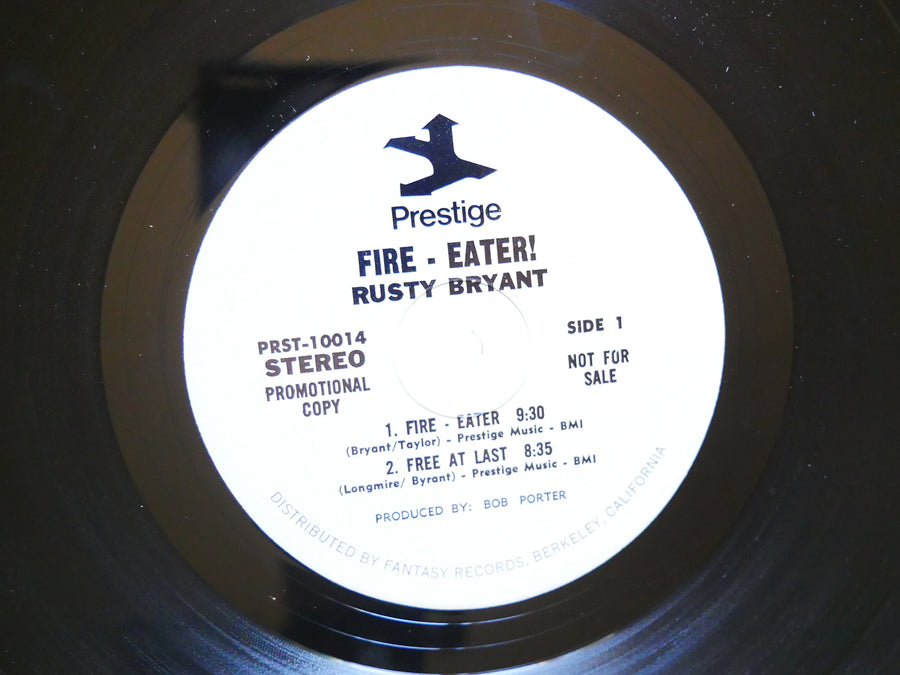 Prestige
FIRE - EATER!
RUSTY BRYANT
PRST-10014
STEREO
PROMOTIONAL
COPY
SIDE 1
NOT FOR
SALE
1. FIRE - EATER 9:30
(Bryant/Taylor) - Prestige Music - BMI
2. FREE AT LAST 8:35
(Longmire/ Byrant) - Prestige Music - BMI
PRODUCED BY: BOB PORTER
DISTRIBUTED BY FANTASY RECORDS, BERKELEY, CALIFORNIA